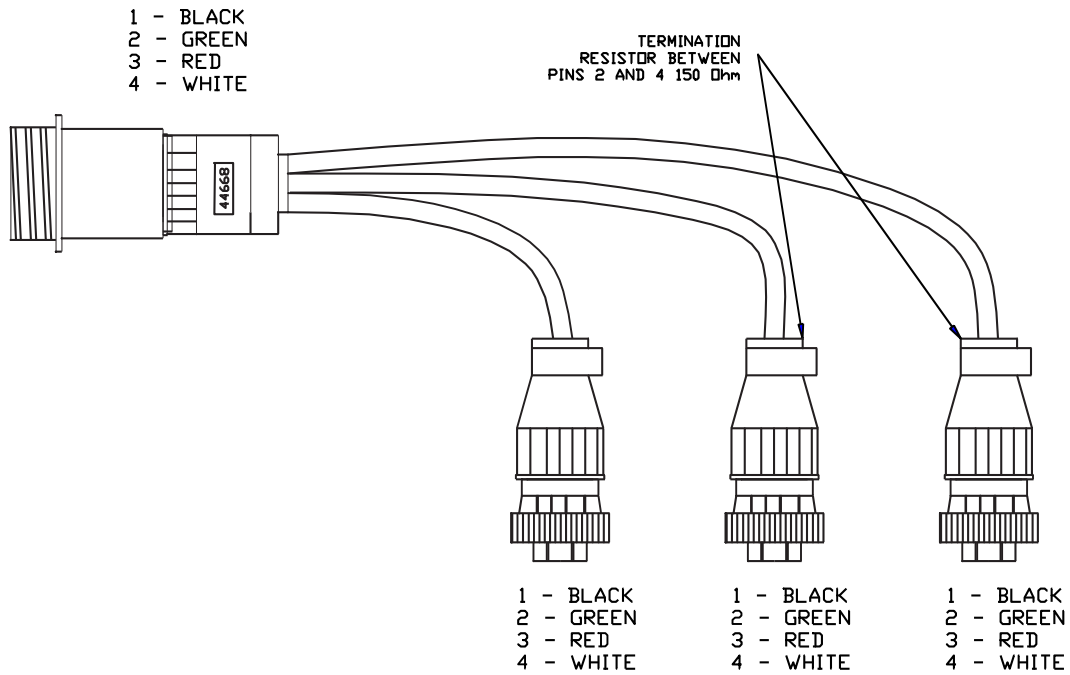 1 - BLACK
2 - GREEN
3 - RED
4 - WHITE
TERMINATION
RESISTOR BETWEEN
PINS 2 AND 4 150 Ohm
44668
1 - BLACK
2 - GREEN
3 - RED
4 - WHITE
1 - BLACK
2 - GREEN
3 - RED
4 - WHITE
1 - BLACK
2 - GREEN
3 - RED
4 - WHITE